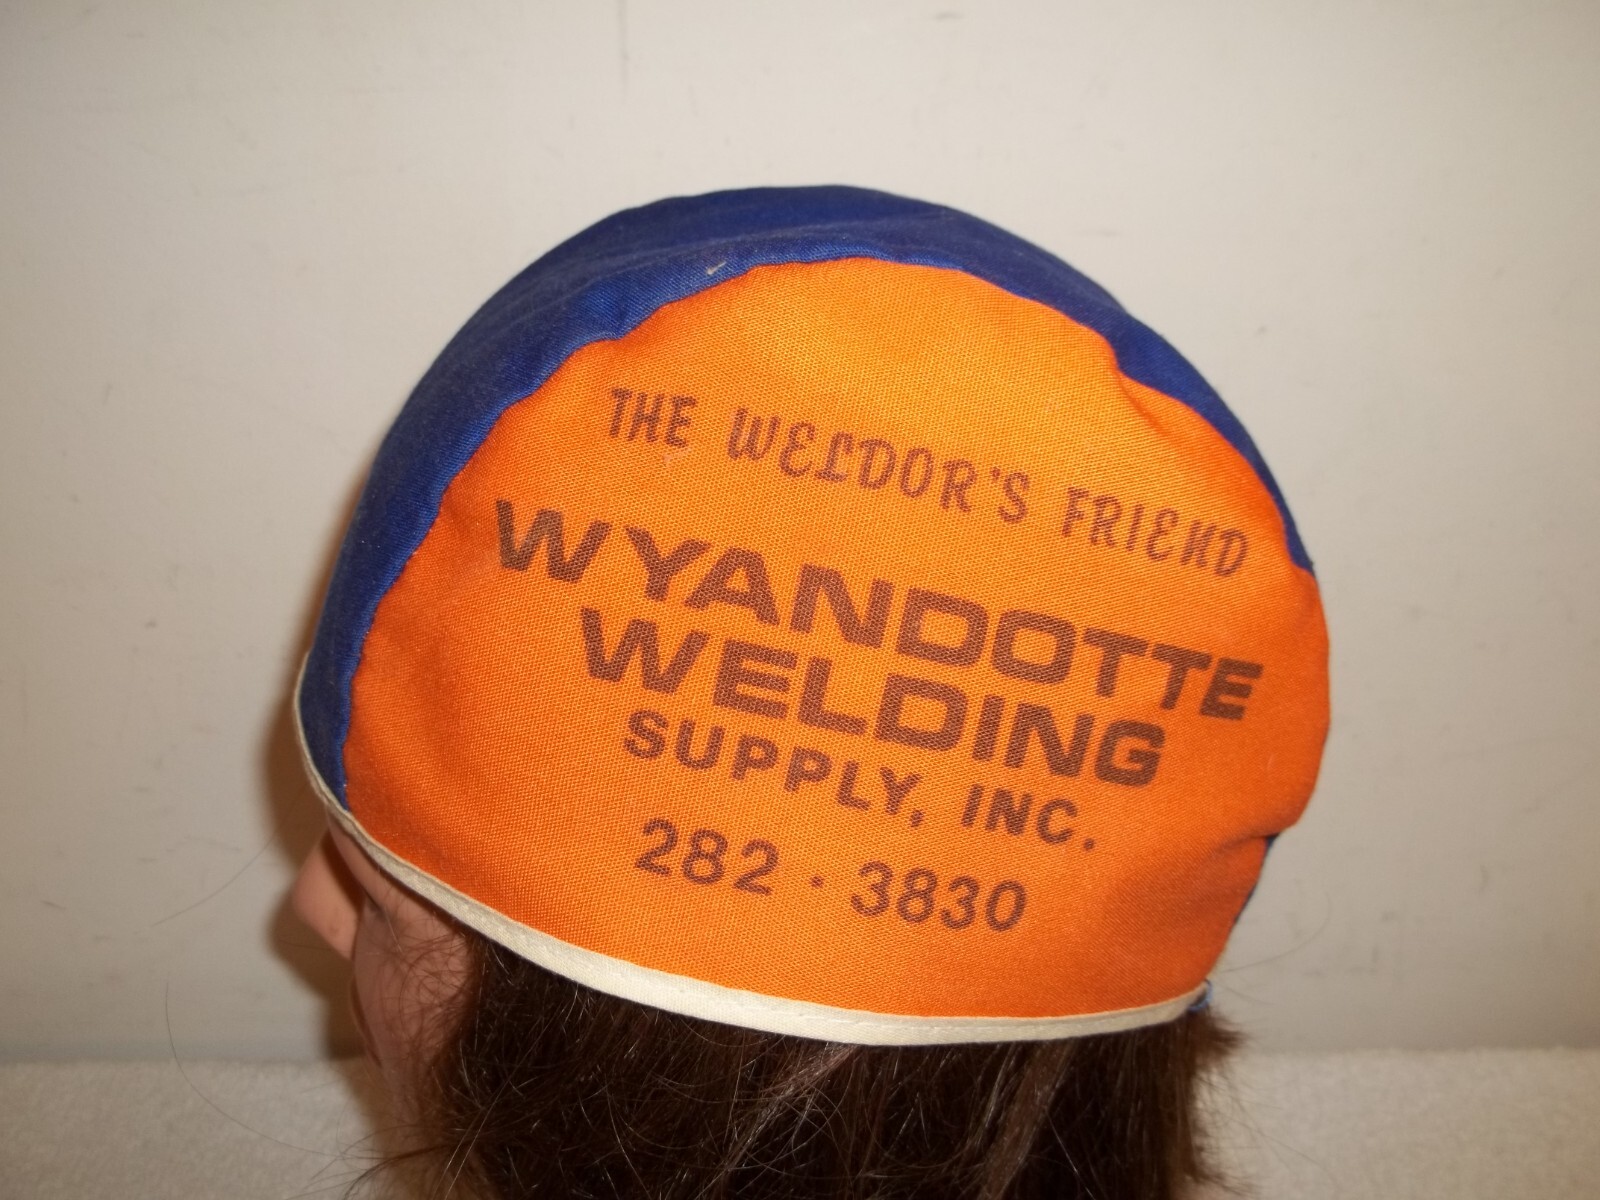 THE WELDOR'S FRIEND
WYANDOTTE
WELDING
SUPPLY, INC.
282 · 3830